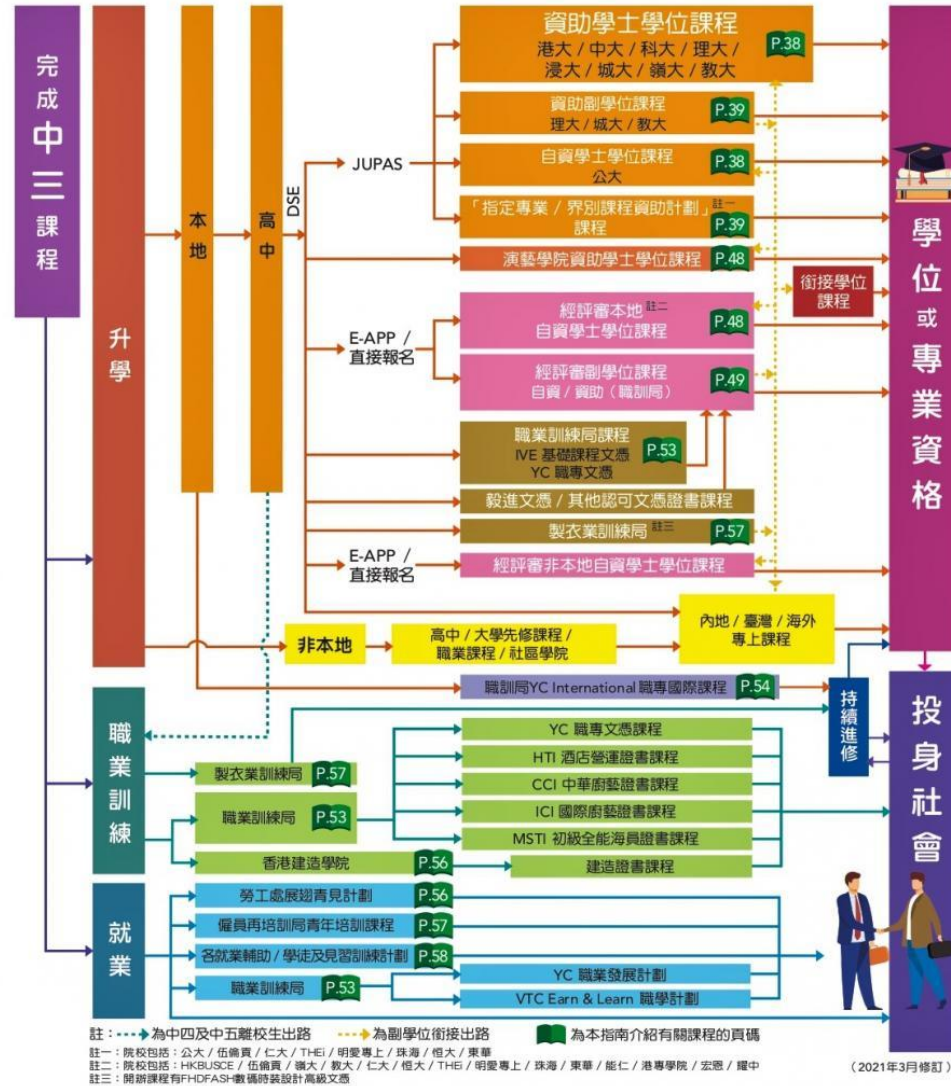 完成中三課程
升學
本地
高中
DSE
JUPAS
資助學士學位課程
港大 / 中大 / 科大 / 理大 /
浸大 / 城大 / 嶺大 / 教大
P.38
資助副學位課程
理大 / 城大 / 教大
P.39
自資學士學位課程
公大
P.38
「指定專業 / 界別課程資助計劃」註一
課程
P.39
演藝學院資助學士學位課程
P.48
銜接學位
課程
E-APP /
直接報名
經評審本地 註二
自資學士學位課程
P.48
經評審副學位課程
自資 / 資助（職訓局）
P.49
職業訓練局課程
IVE 基礎課程文憑
YC 職專文憑
P.53
毅進文憑 / 其他認可文憑證書課程
製衣業訓練局 註三
P.57
E-APP /
直接報名
經評審非本地自資學士學位課程
非本地
高中 / 大學先修課程 /
職業課程 / 社區學院
內地 / 臺灣 / 海外
專上課程
職訓局YC International 職專國際課程
P.54
持續進修
學位或專業資格
投身社會
職業訓練
製衣業訓練局
P.57
職業訓練局
P.53
YC 職專文憑課程
HTI 酒店營運證書課程
CCI 中華廚藝證書課程
ICI 國際廚藝證書課程
MSTI 初級全能海員證書課程
香港建造學院
P.56
建造證書課程
就業
勞工處展翅青見計劃
P.56
僱員再培訓局青年培訓課程
P.57
各就業輔助 / 學徒及見習訓練計劃
P.58
職業訓練局
P.53
YC 職業發展計劃
VTC Earn & Learn 職學計劃
註： 為中四及中五離校生出路 為副學位銜接出路 為本指南介紹有關課程的頁碼
註一：院校包括：公大 / 伍倫貢 / 仁大 / THEi / 明愛專上 / 珠海 / 恒大 / 東華
註二：院校包括：HKBUSCE / 伍倫貢 / 嶺大 / 教大 / 仁大 / 恒大 / THEi / 明愛專上 / 珠海 / 東華 / 能仁 / 港專學院 / 宏恩 / 耀中
註三：開辦課程有FHDFASH數碼時裝設計高級文憑
（2021年3月修訂